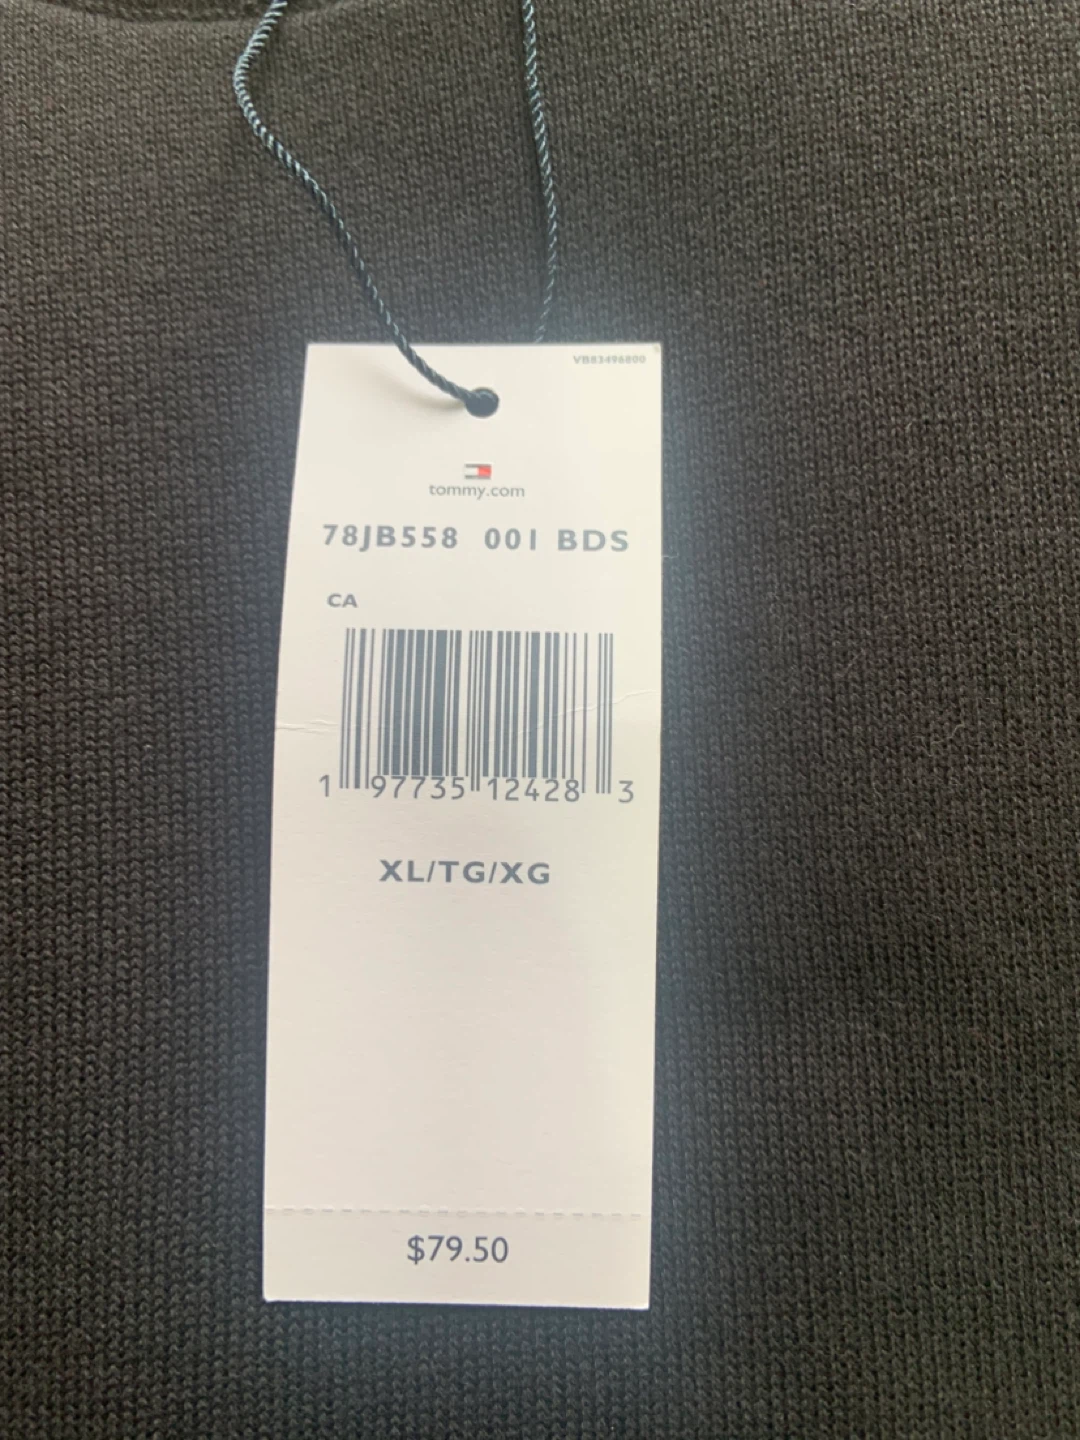 VB83496800
tommy.com
78JB558 001 BDS
CA
1 97735 12428 3
XL/TG/XG
$79.50